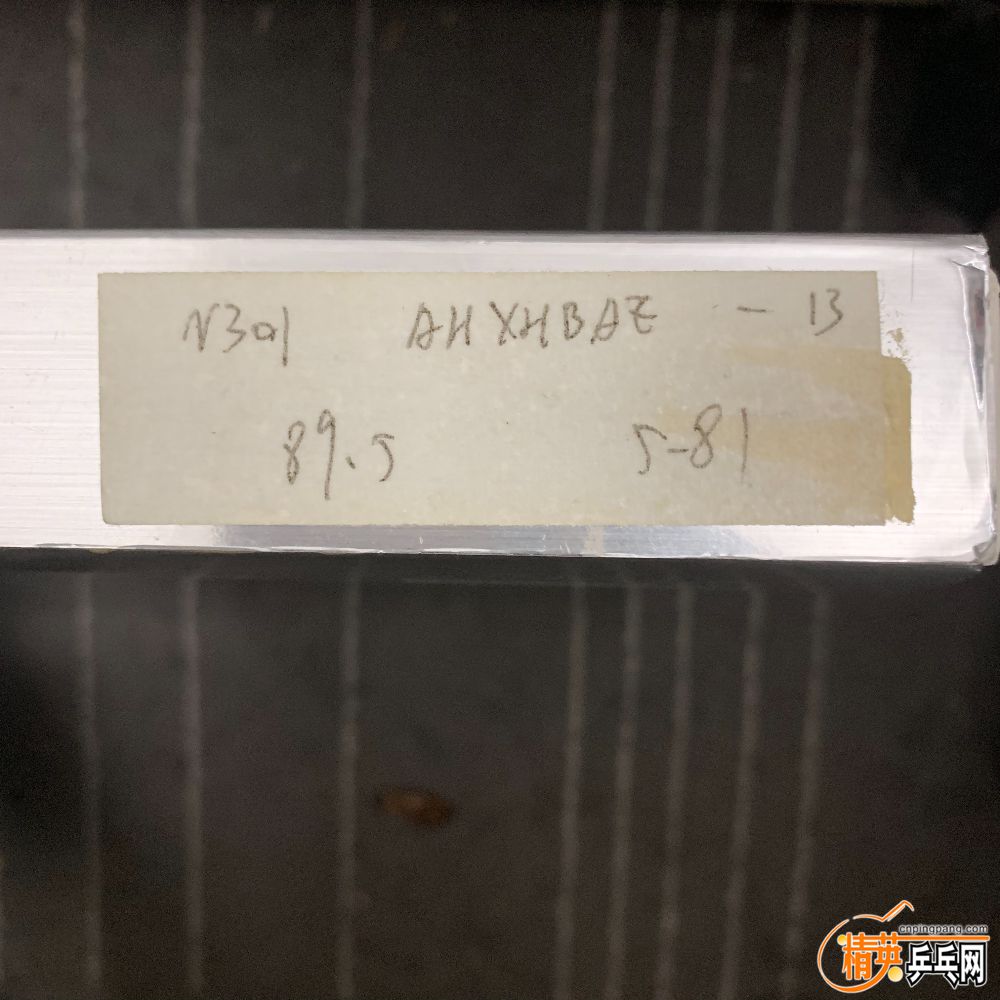 N301 AHXHBAZ - 13
89.5 5-81
cnpingpang.com
精英乒乓网